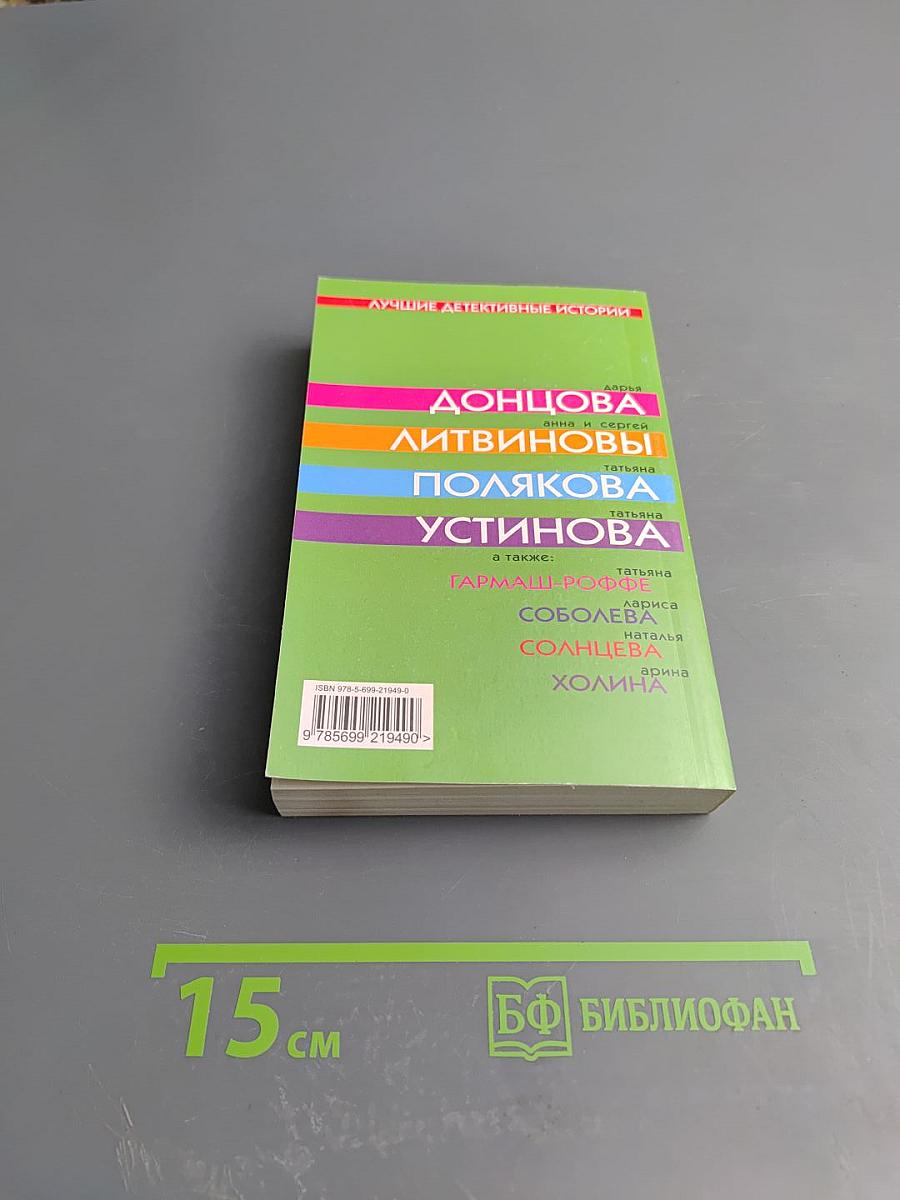 ЛУЧШИЕ ДЕТЕКТИВНЫЕ ИСТОРИИ
дарья
ДОНЦОВА
анна и сергей
ЛИТВИНОВЫ
татьяна
ПОЛЯКОВА
татьяна
УСТИНОВА
а также:
татьяна
ГАРМАШ-РОФФЕ
лариса
СОБОЛЕВА
наталья
СОЛНЦЕВА
арина
ХОЛИНА
ISBN 978-5-699-21949-0
9 785699 219490 >
15 см
БФ БИБЛИОФАН